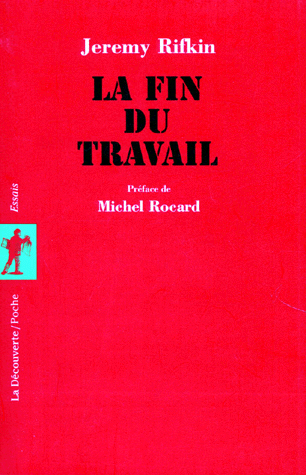 Jeremy Rifkin
LA FIN
DU
TRAVAIL
Préface de
Michel Rocard
Essais
La Découverte/Poche